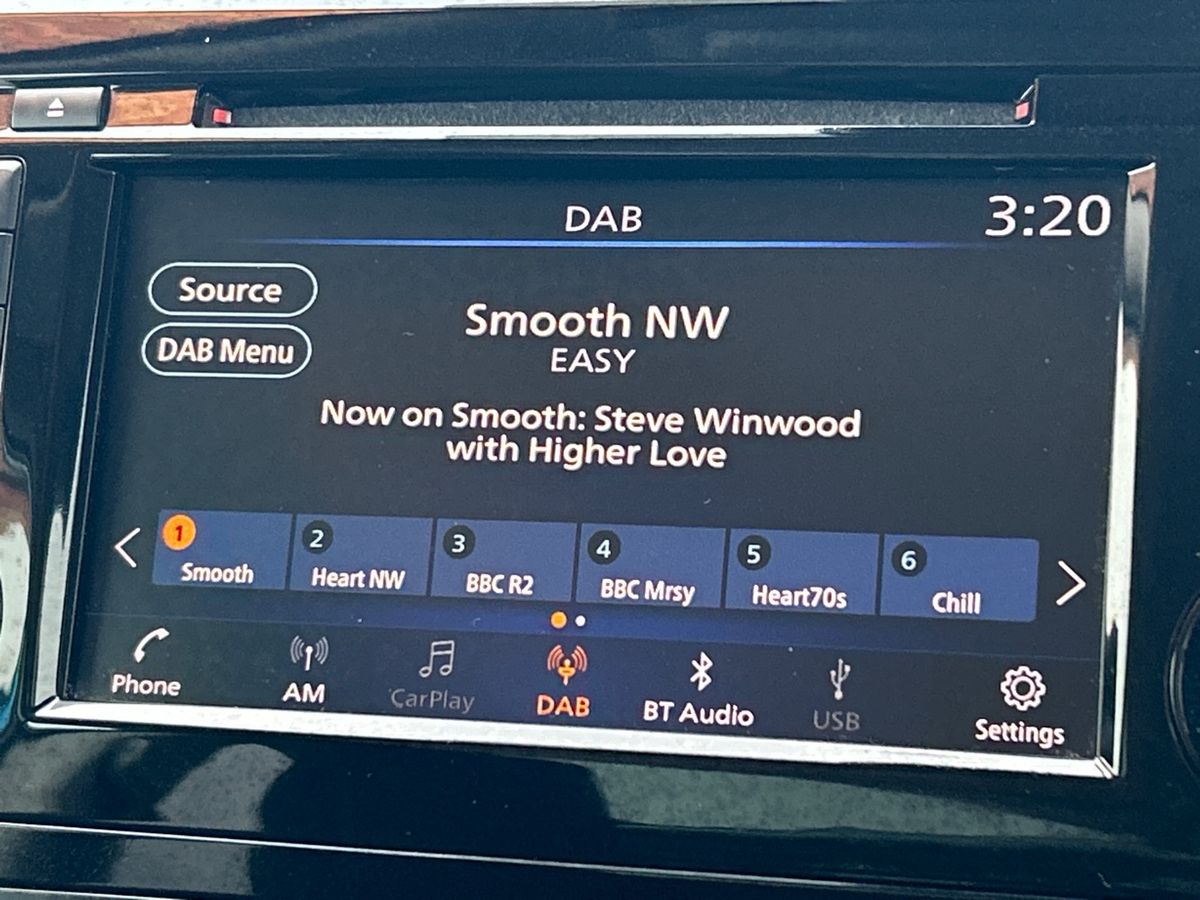 DAB
3:20
Source
DAB Menu
Smooth NW
EASY
Now on Smooth: Steve Winwood
with Higher Love
1
Smooth
2
Heart NW
3
BBC R2
4
BBC Mrsy
5
Heart70s
6
Chill
Phone
AM
CarPlay
DAB
BT Audio
USB
Settings